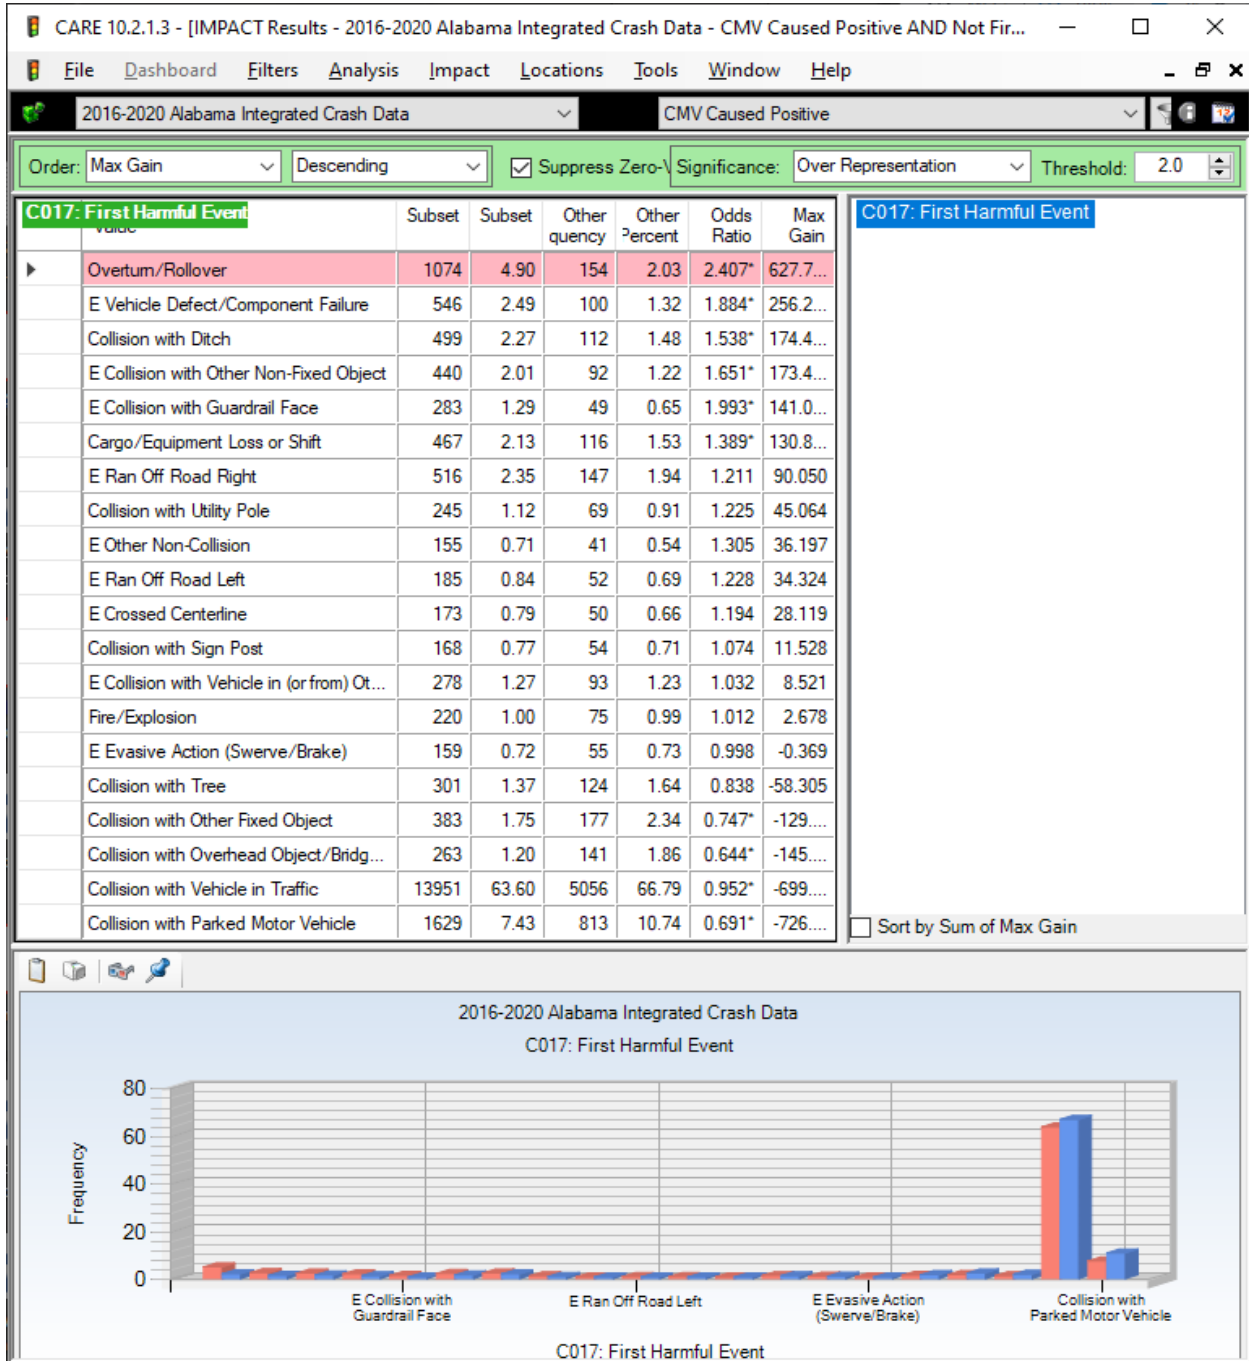 CARE 10.2.1.3 - [IMPACT Results - 2016-2020 Alabama Integrated Crash Data - CMV Caused Positive AND Not Fir...
File Dashboard Filters Analysis Impact Locations Tools Window Help
2016-2020 Alabama Integrated Crash Data CMV Caused Positive
Order: Max Gain Descending Suppress Zero- Significance: Over Representation Threshold: 2.0
C017: First Harmful Event Subset Subset Other quency Other Percent Odds Ratio Max Gain
Overturn/Rollover 1074 4.90 154 2.03 2.407* 627.7...
E Vehicle Defect/Component Failure 546 2.49 100 1.32 1.884* 256.2...
Collision with Ditch 499 2.27 112 1.48 1.538* 174.4...
E Collision with Other Non-Fixed Object 440 2.01 92 1.22 1.651* 173.4...
E Collision with Guardrail Face 283 1.29 49 0.65 1.993* 141.0...
Cargo/Equipment Loss or Shift 467 2.13 116 1.53 1.389* 130.8...
E Ran Off Road Right 516 2.35 147 1.94 1.211 90.050
Collision with Utility Pole 245 1.12 69 0.91 1.225 45.064
E Other Non-Collision 155 0.71 41 0.54 1.305 36.197
E Ran Off Road Left 185 0.84 52 0.69 1.228 34.324
E Crossed Centerline 173 0.79 50 0.66 1.194 28.119
Collision with Sign Post 168 0.77 54 0.71 1.074 11.528
E Collision with Vehicle in (or from) Ot... 278 1.27 93 1.23 1.032 8.521
Fire/Explosion 220 1.00 75 0.99 1.012 2.678
E Evasive Action (Swerve/Brake) 159 0.72 55 0.73 0.998 -0.369
Collision with Tree 301 1.37 124 1.64 0.838 -58.305
Collision with Other Fixed Object 383 1.75 177 2.34 0.747* -129....
Collision with Overhead Object/Bridg... 263 1.20 141 1.86 0.644* -145....
Collision with Vehicle in Traffic 13951 63.60 5056 66.79 0.952* -699....
Collision with Parked Motor Vehicle 1629 7.43 813 10.74 0.691* -726....
C017: First Harmful Event
Sort by Sum of Max Gain
2016-2020 Alabama Integrated Crash Data
C017: First Harmful Event
Frequency
80
60
40
20
0
E Collision with
Guardrail Face
E Ran Off Road Left
E Evasive Action
(Swerve/Brake)
Collision with
Parked Motor Vehicle
C017: First Harmful Event